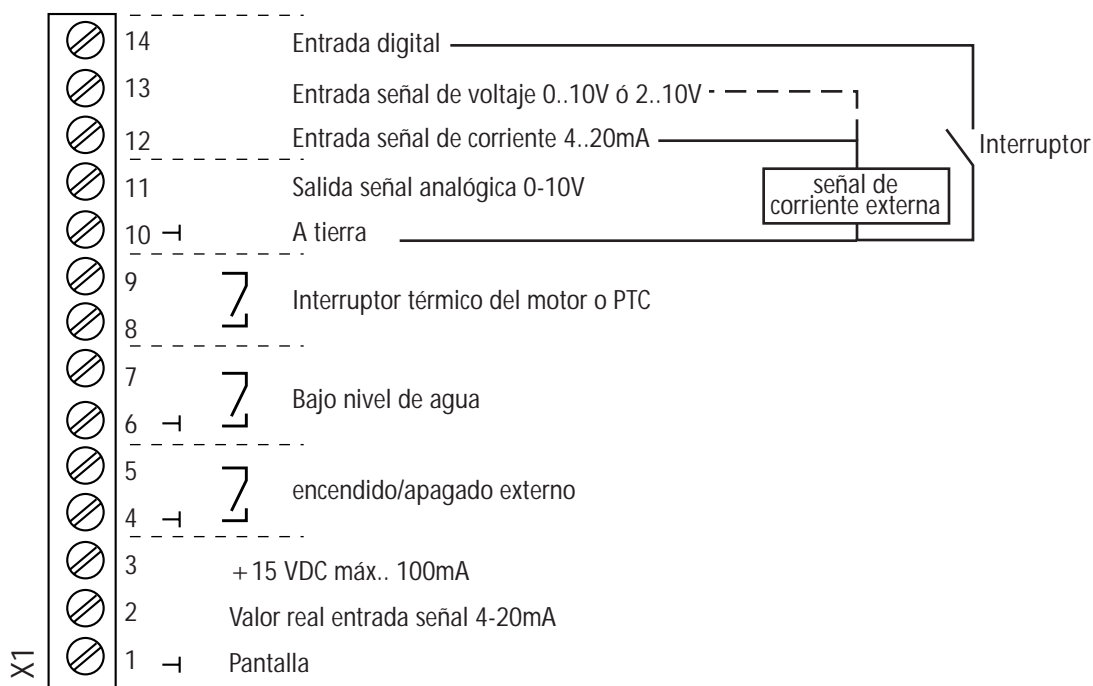 14 Entrada digital
13 Entrada señal de voltaje 0..10V ó 2..10V
12 Entrada señal de corriente 4..20mA
Interruptor
11 Salida señal analógica 0-10V
señal de
corriente externa
10 A tierra
9
Interruptor térmico del motor o PTC
8
7
Bajo nivel de agua
6
5
encendido/apagado externo
4
3 +15 VDC máx.. 100mA
2 Valor real entrada señal 4-20mA
1 Pantalla
X1